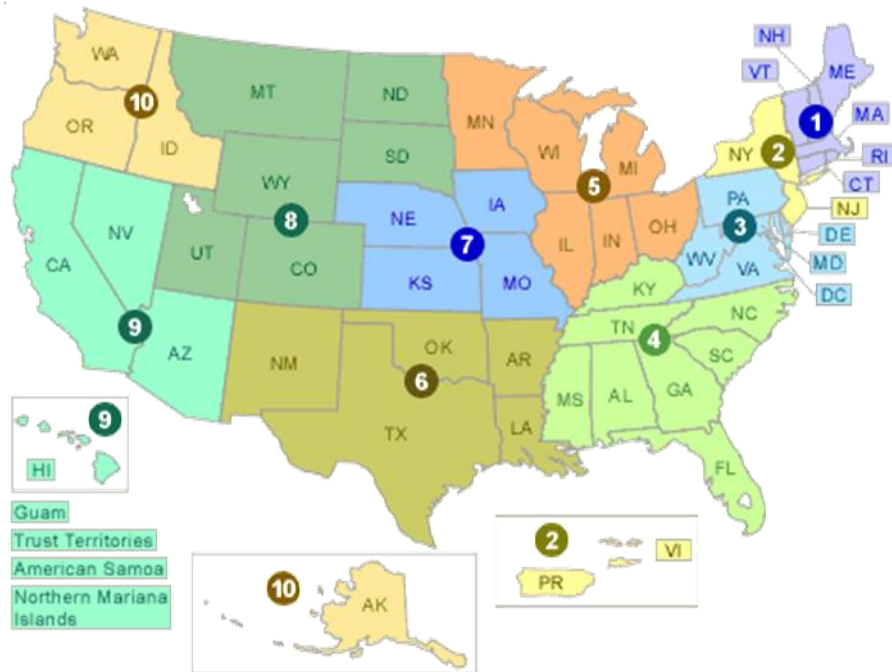 NH
WA
VT
ME
MT
ND
10
MN
1
MA
OR
ID
WI
MI
NY
2
RI
SD
CT
WY
5
PA
NJ
8
NE
IA
3
DE
NV
7
OH
IL
IN
WV
VA
MD
UT
CO
CA
KS
MO
DC
KY
NC
9
TN
4
AZ
OK
AR
SC
NM
6
MS
AL
GA
9
TX
LA
HI
FL
Guam
Trust Territories
2
VI
American Samoa
PR
10
Northern Mariana
Islands
AK